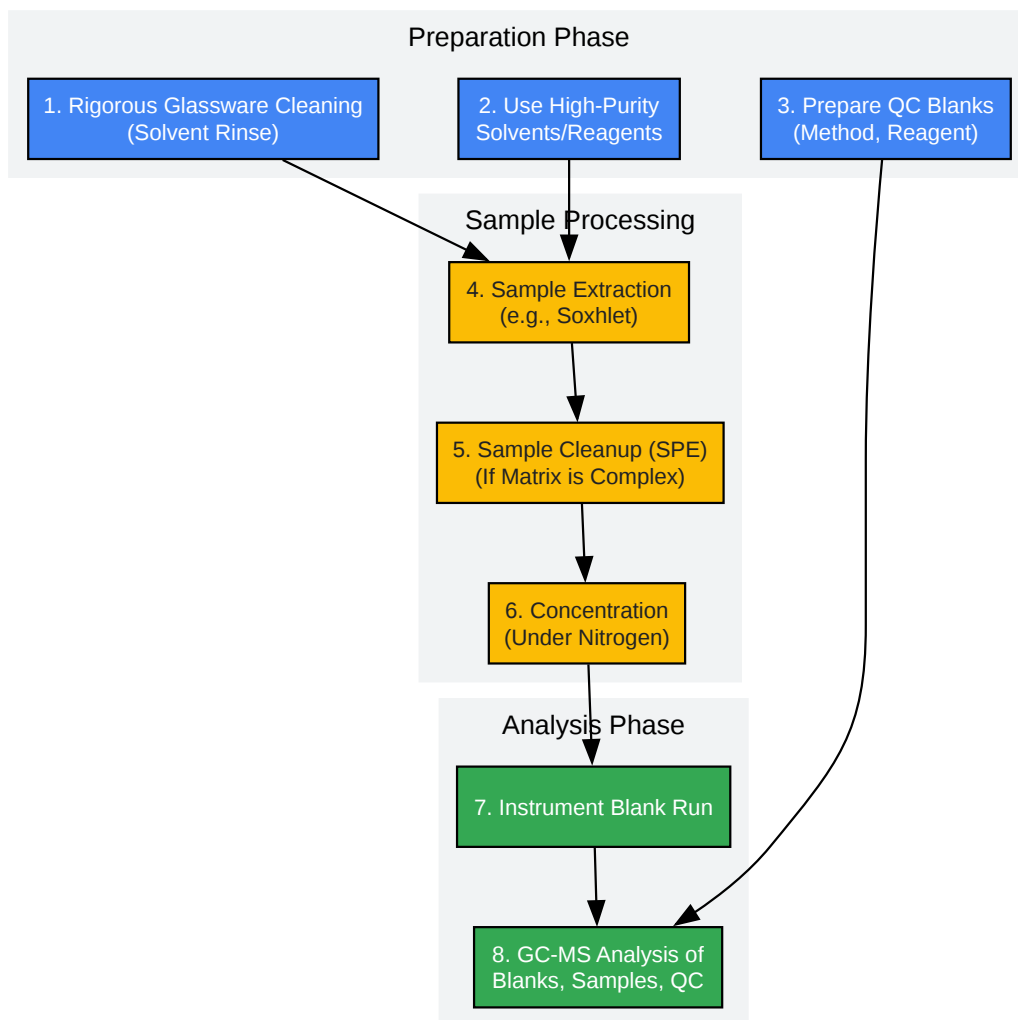 Preparation Phase
1. Rigorous Glassware Cleaning
(Solvent Rinse)
2. Use High-Purity
Solvents/Reagents
3. Prepare QC Blanks
(Method, Reagent)
Sample Processing
4. Sample Extraction
(e.g., Soxhlet)
5. Sample Cleanup (SPE)
(If Matrix is Complex)
6. Concentration
(Under Nitrogen)
Analysis Phase
7. Instrument Blank Run
8. GC-MS Analysis of
Blanks, Samples, QC